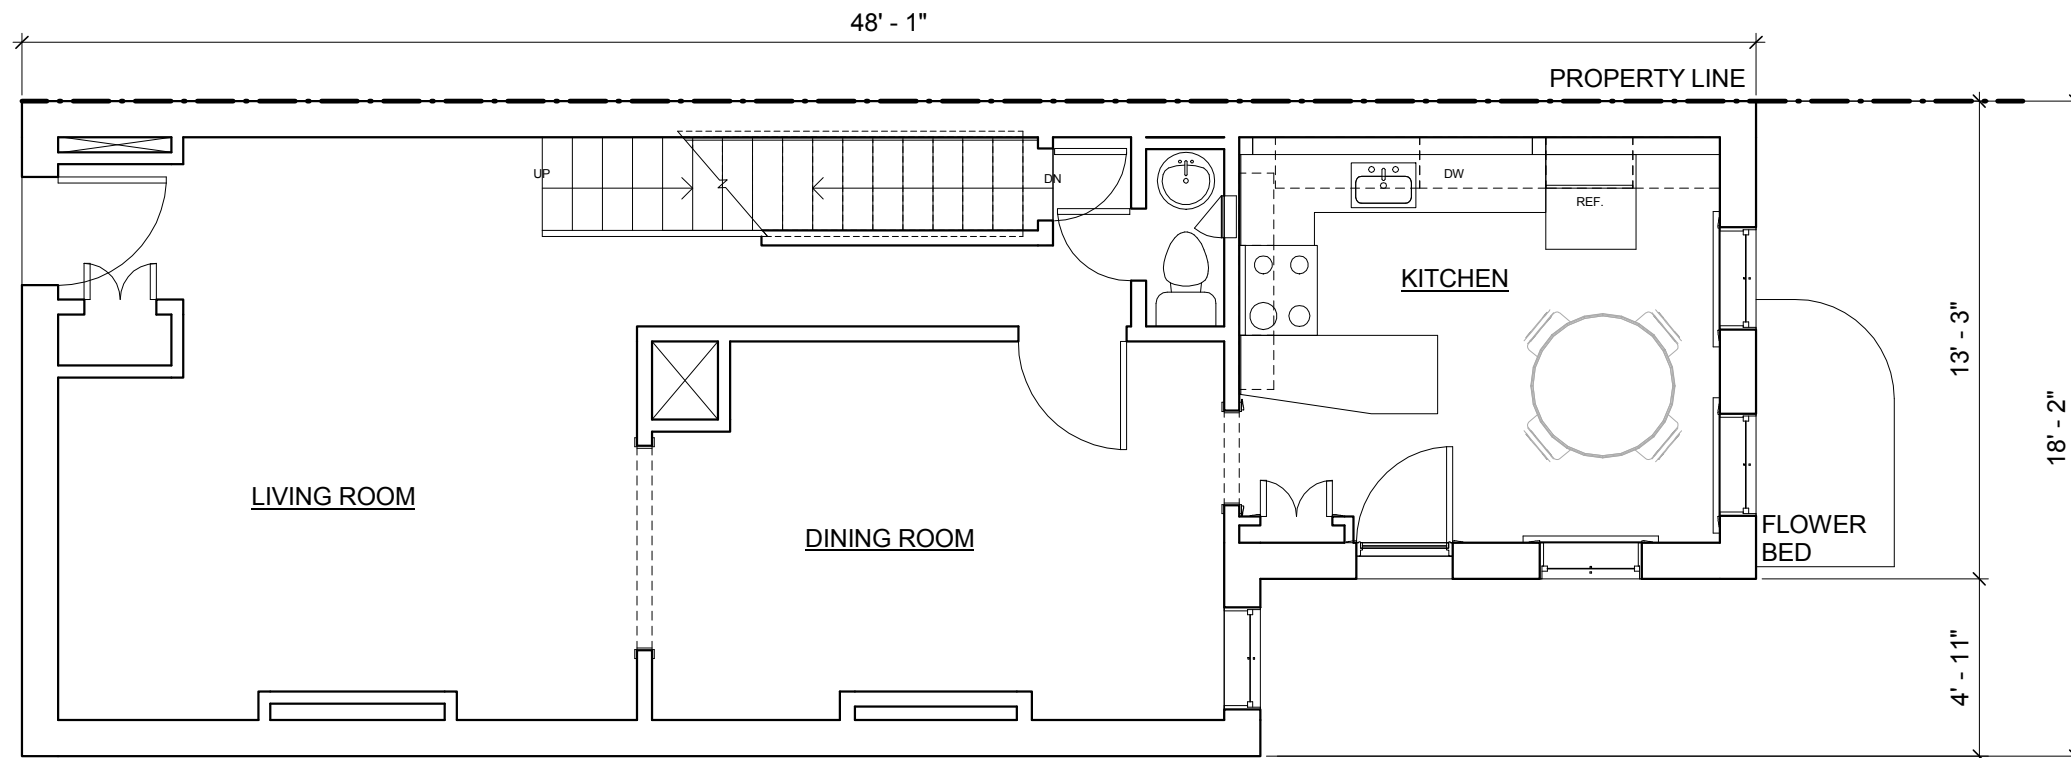 48' - 1"
PROPERTY LINE
UP
DN
DW
REF.
KITCHEN
13' - 3"
18' - 2"
LIVING ROOM
DINING ROOM
FLOWER
BED
4' - 11"